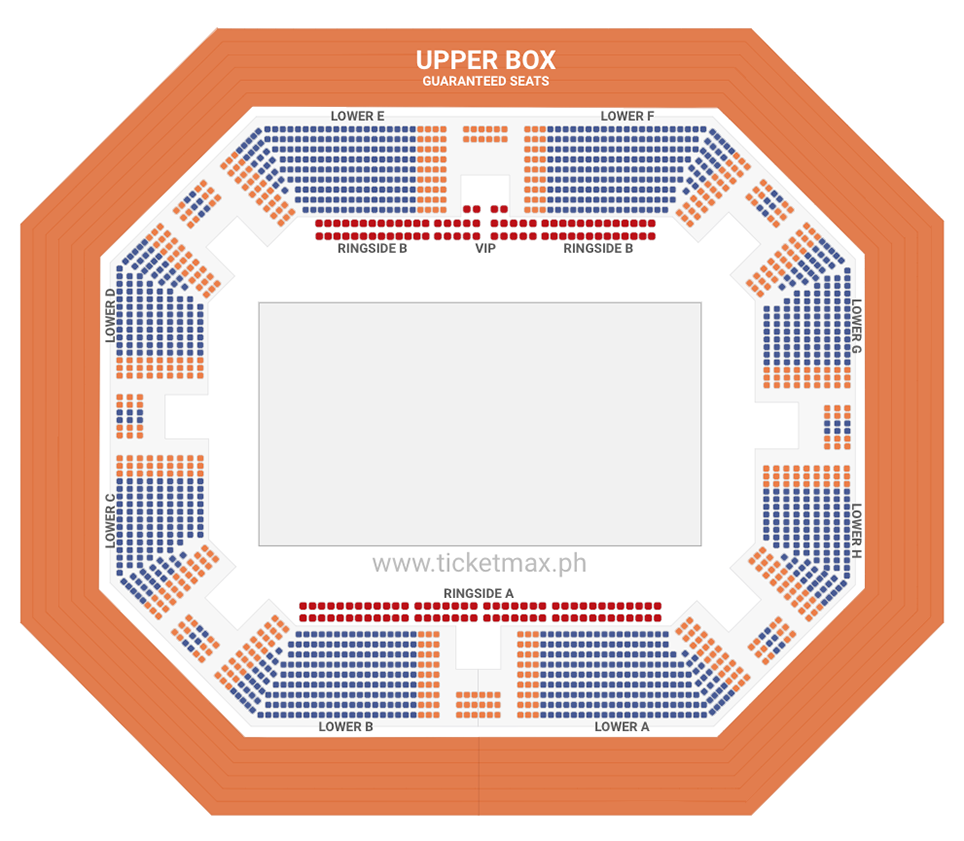 UPPER BOX
GUARANTEED SEATS
LOWER E
LOWER F
RINGSIDE B
VIP
RINGSIDE B
LOWER D
LOWER G
LOWER C
LOWER H
www.ticketmax.ph
RINGSIDE A
LOWER B
LOWER A